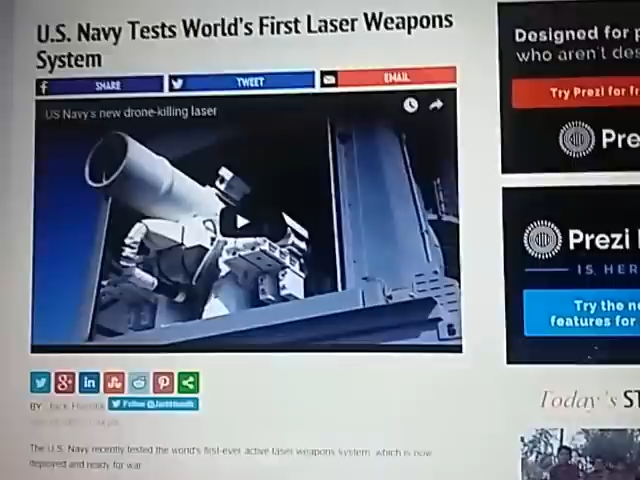 U.S. Navy Tests World's First Laser Weapons
System
SHARE
TWEET
EMAIL
US Navy's new drone-killing laser
Designed for p
who aren't des
Try Prezi for fr
Pre
Prezi
IS HER
Try the n
features for
BY
Follow
Today's ST
The U.S. Navy recently tested the world's first-ever active laser weapons system, which is now
deployed and ready for war